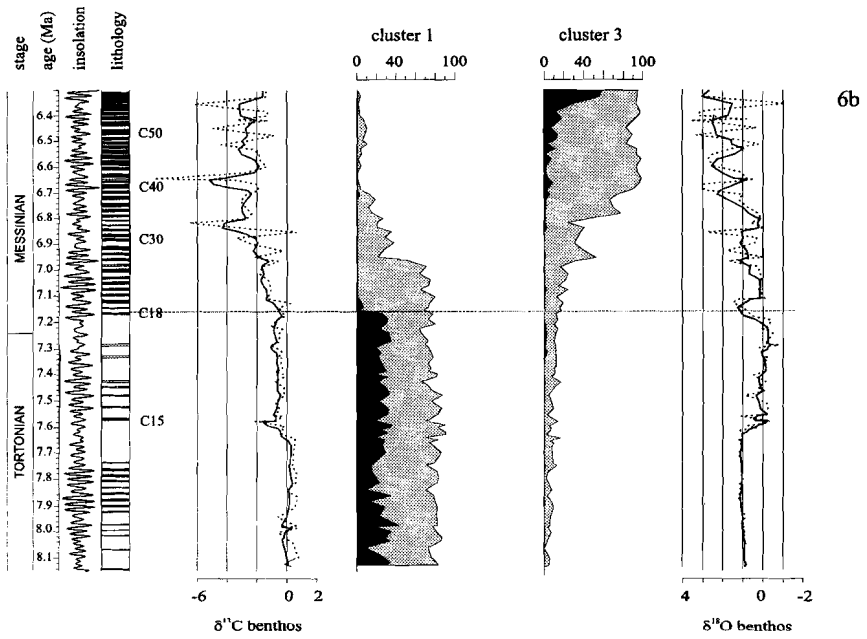 stage
age (Ma)
insolation
lithology
cluster 1
cluster 3
0 40 100
0 40 100
6b
MESSINIAN
TORTONIAN
6.4
6.5
6.6
6.7
6.8
6.9
7.0
7.1
7.2
7.3
7.4
7.5
7.6
7.7
7.8
7.9
8.0
8.1
C50
C40
C30
C18
C15
-6 0 2
4 0 -2
δ¹³C benthos
δ¹⁸O benthos